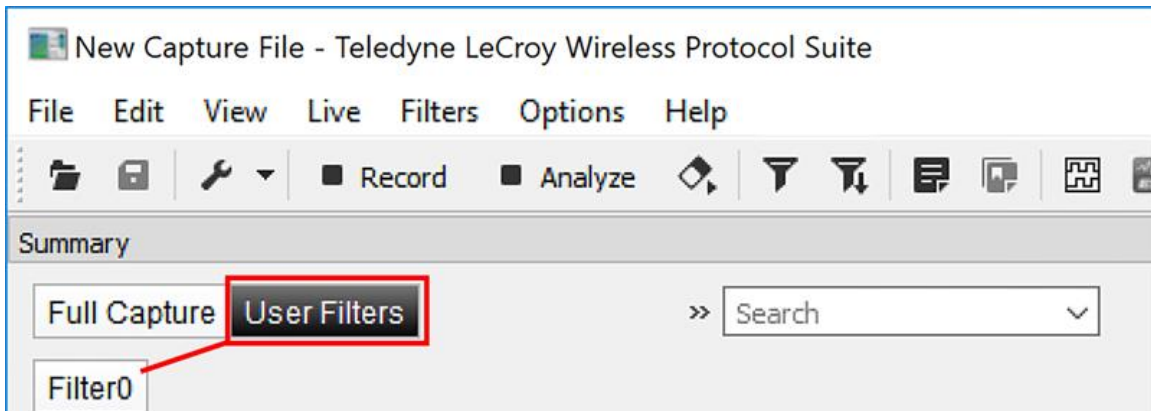 New Capture File - Teledyne LeCroy Wireless Protocol Suite
File Edit View Live Filters Options Help
Record Analyze
Summary
Full Capture User Filters » Search
Filter0